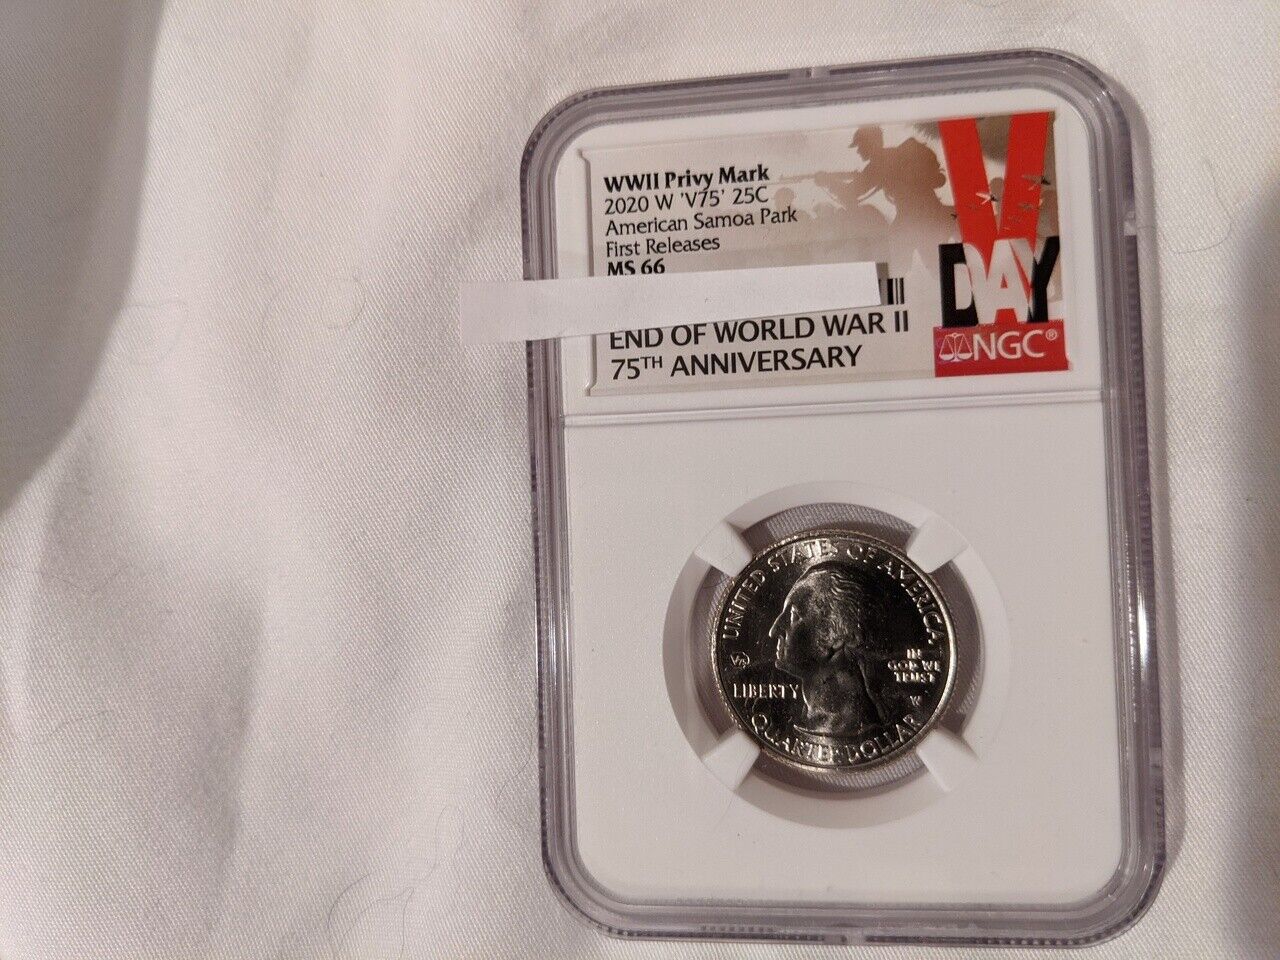 WWII Privy Mark
2020 W 'V75' 25C
American Samoa Park
First Releases
MS 66
END OF WORLD WAR II
75TH ANNIVERSARY
V
DAY
NGC®
UNITED STATES OF AMERICA
IN
GOD WE
TRUST
LIBERTY
W
QUARTER DOLLAR